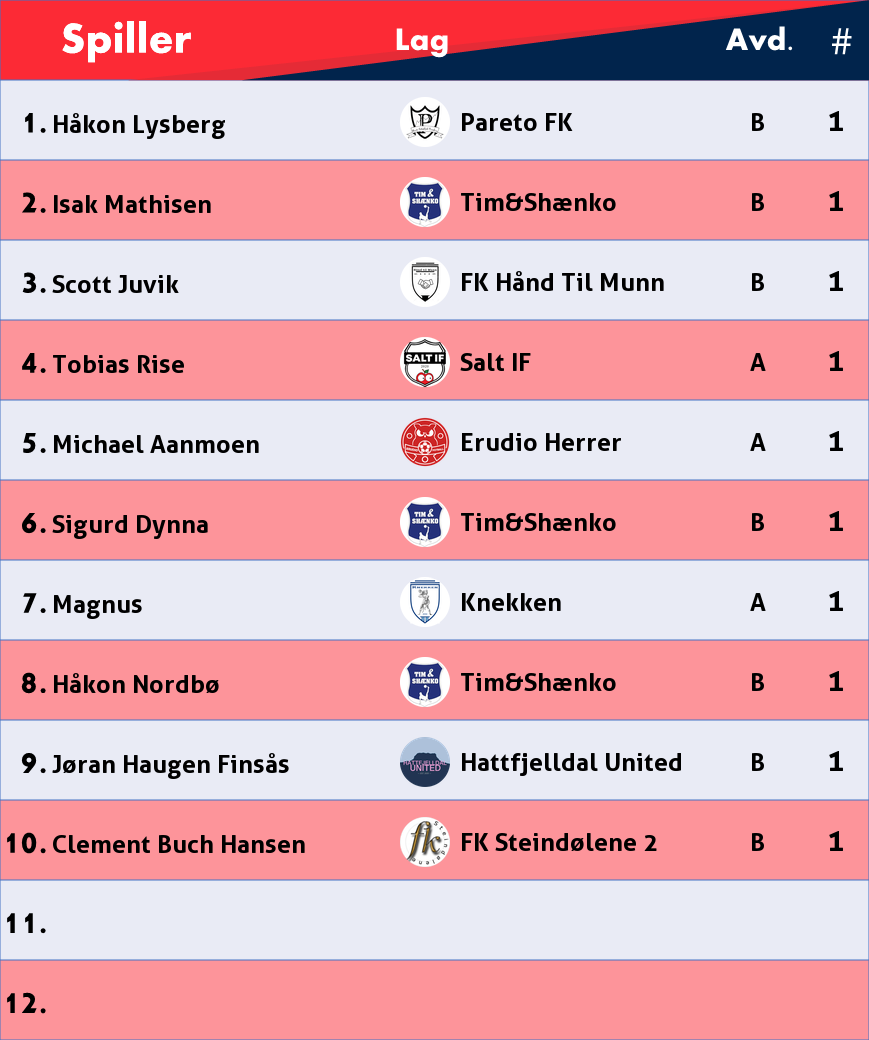 Spiller Lag Avd. #
1. Håkon Lysberg P Pareto FK B 1
2. Isak Mathisen TIM & SHÆNKO Tim&Shænko B 1
3. Scott Juvik FK Hånd Til Munn B 1
4. Tobias Rise SALT IF Salt IF A 1
5. Michael Aanmoen Erudio Herrer A 1
6. Sigurd Dynna TIM & SHÆNKO Tim&Shænko B 1
7. Magnus KNEKKEN Knekken A 1
8. Håkon Nordbø TIM & SHÆNKO Tim&Shænko B 1
9. Jøran Haugen Finsås HATTFJELLDAL UNITED Hattfjelldal United B 1
10. Clement Buch Hansen fk FK Steindølene 2 B 1
11.
12.